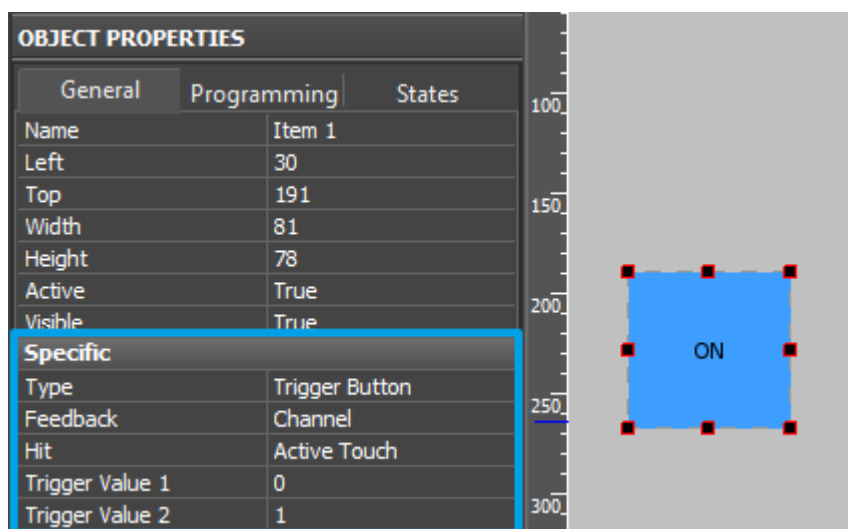 OBJECT PROPERTIES
General Programming States
Name Item 1
Left 30
Top 191
Width 81
Height 78
Active True
Visible True
Specific
Type Trigger Button
Feedback Channel
Hit Active Touch
Trigger Value 1 0
Trigger Value 2 1
100
150
200
250
300
ON